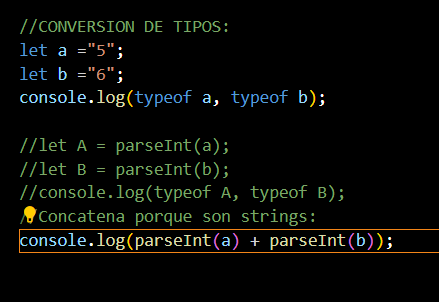 //CONVERSION DE TIPOS:
let a ="5";
let b ="6";
console.log(typeof a, typeof b);
//let A = parseInt(a);
//let B = parseInt(b);
//console.log(typeof A, typeof B);
//Concatena porque son strings:
console.log(parseInt(a) + parseInt(b));